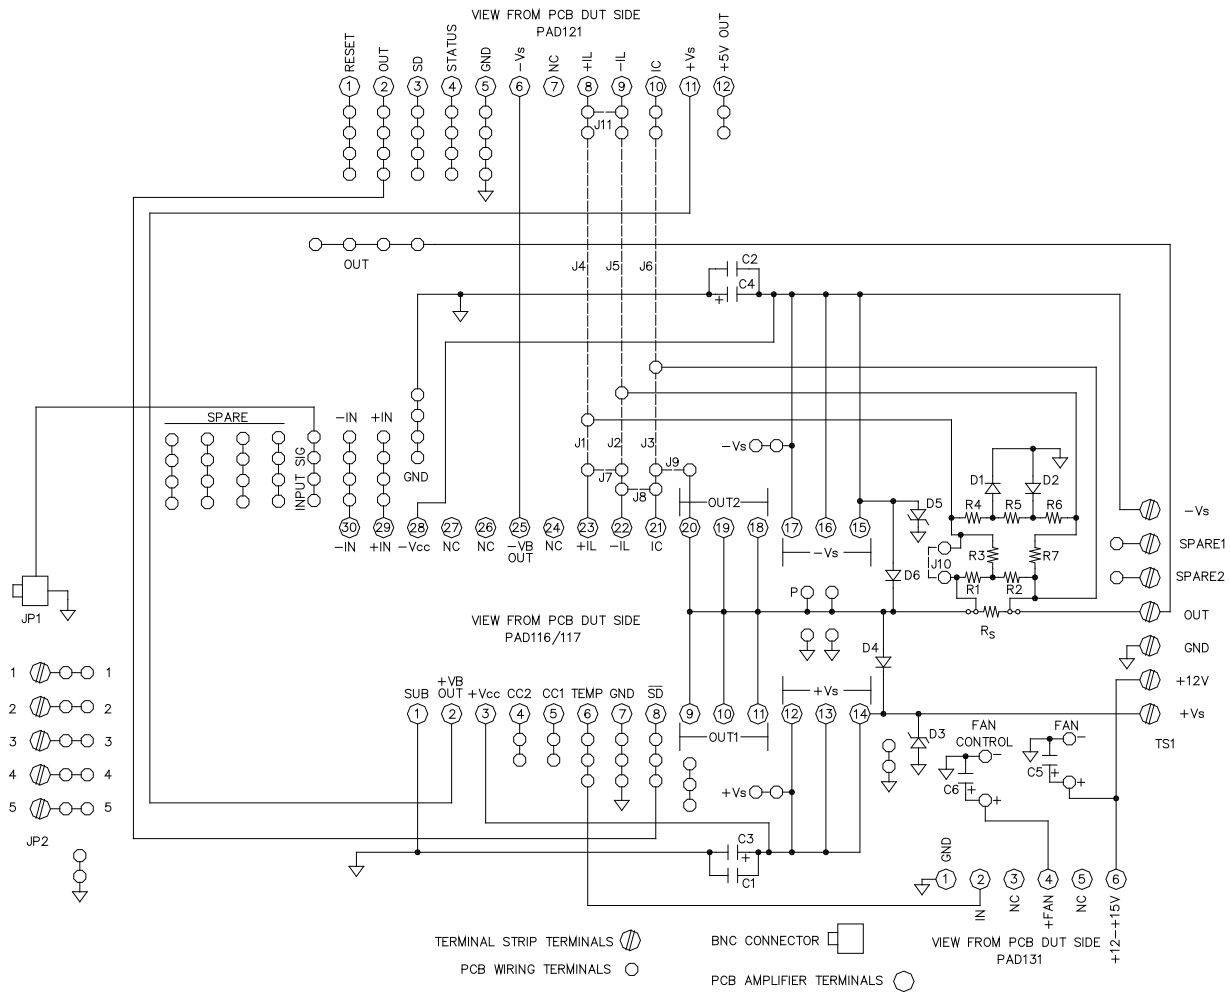 VIEW FROM PCB DUT SIDE
PAD121
RESET
OUT
SD
STATUS
GND
-Vs
NC
+IL
-IL
IC
+Vs
+5V OUT
1 2 3 4 5 6 7 8 9 10 11 12
J11
OUT
J4
J5
J6
C2
C4
+
SPARE
INPUT SIG
-IN
+IN
GND
J1
J2
J3
J7
J8
J9
-Vs
OUT2
30 29 28 27 26 25 24 23 22 21 20 19 18 17 16 15
-IN
+IN
-Vcc
NC
NC
-VB
OUT
NC
+IL
-IL
IC
-Vs
D5
D6
D1
D2
R4
R5
R6
R3
R7
J10
R1
R2
RS
-Vs
SPARE1
SPARE2
OUT
GND
+12V
+Vs
TS1
JP1
VIEW FROM PCB DUT SIDE
PAD116/117
P
D4
SUB
+VB
OUT
+Vcc
CC2
CC1
TEMP
GND
SD
+Vs
1 2 3 4 5 6 7 8 9 10 11 12 13 14
OUT1
D3
1 1
2 2
3 3
4 4
5 5
JP2
+Vs
FAN
CONTROL
-
C6
+
+
FAN
-
C5
+
+
C3
+
C1
GND
1 2 3 4 5 6
IN
NC
+FAN
NC
+12-+15V
VIEW FROM PCB DUT SIDE
PAD131
TERMINAL STRIP TERMINALS
PCB WIRING TERMINALS
BNC CONNECTOR
PCB AMPLIFIER TERMINALS